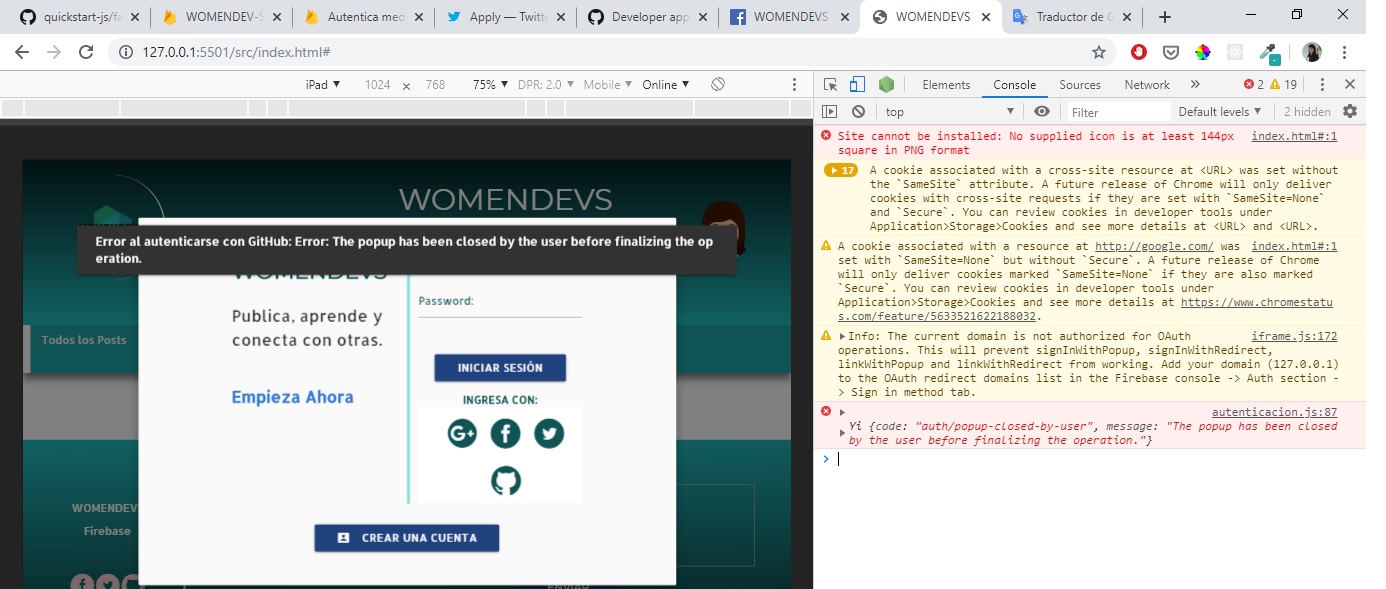 quickstart-js/fa
WOMENDEV-S
Autentica med
Apply — Twitt
Developer app
WOMENDEVS
WOMENDEVS
Traductor de G
127.0.0.1:5501/src/index.html#
iPad ▼ 1024 × 768 75% ▼ DPR: 2.0 ▼ Mobile ▼ Online ▼
Elements Console Sources Network » 2 19
top ▼ Filter Default levels ▼ 2 hidden
WOMENDEVS
Error al autenticarse con GitHub: Error: The popup has been closed by the user before finalizing the op
eration.
WOMENDEVS
Publica, aprende y
conecta con otras.
Empieza Ahora
Password:
INICIAR SESIÓN
INGRESA CON:
G+
CREAR UNA CUENTA
Todos los Posts
WOMENDEV
Firebase
ENVIAR
Site cannot be installed: No supplied icon is at least 144px index.html#:1
square in PNG format
17 A cookie associated with a cross-site resource at <URL> was set without
the `SameSite` attribute. A future release of Chrome will only deliver
cookies with cross-site requests if they are set with `SameSite=None`
and `Secure`. You can review cookies in developer tools under
Application>Storage>Cookies and see more details at <URL> and <URL>.
A cookie associated with a resource at http://google.com/ was index.html#:1
set with `SameSite=None` but without `Secure`. A future release of Chrome
will only deliver cookies marked `SameSite=None` if they are also marked
`Secure`. You can review cookies in developer tools under
Application>Storage>Cookies and see more details at https://www.chromestatu
s.com/feature/5633521622188032.
Info: The current domain is not authorized for OAuth iframe.js:172
operations. This will prevent signInWithPopup, signInWithRedirect,
linkWithPopup and linkWithRedirect from working. Add your domain (127.0.0.1)
to the OAuth redirect domains list in the Firebase console -> Auth section -
> Sign in method tab.
autenticacion.js:87
Yi {code: "auth/popup-closed-by-user", message: "The popup has been closed
by the user before finalizing the operation."}